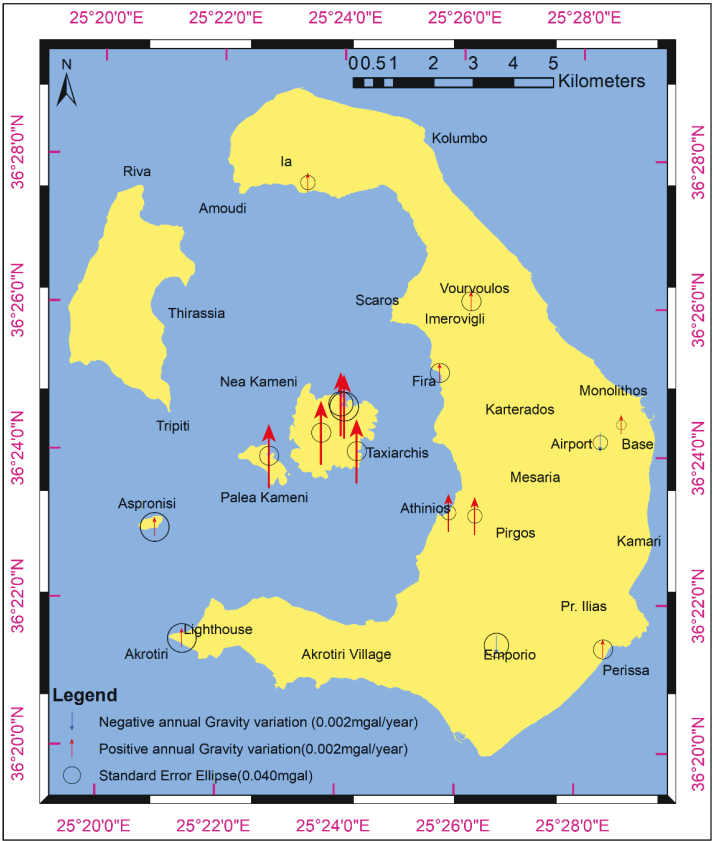 25°20'0"E 25°22'0"E 25°24'0"E 25°26'0"E 25°28'0"E
N
0 0.5 1 2 3 4 5
Kilometers
36°28'0"N
36°28'0"N
Kolumbo
Ia
Riva
Amoudi
36°26'0"N
36°26'0"N
Vourvoulos
Scaros
Thirassia
Imerovigli
Nea Kameni
Fira
Monolithos
Karterados
Tripiti
36°24'0"N
36°24'0"N
Taxiarchis
Airport
Base
Mesaria
Palea Kameni
Aspronisi
Athinios
Pirgos
Kamari
36°22'0"N
36°22'0"N
Pr. Ilias
Lighthouse
Akrotiri
Akrotiri Village
Emporio
Perissa
Legend
Negative annual Gravity variation (0.002mgal/year)
36°20'0"N
36°20'0"N
Positive annual Gravity variation(0.002mgal/year)
Standard Error Ellipse(0.040mgal)
25°20'0"E 25°22'0"E 25°24'0"E 25°26'0"E 25°28'0"E